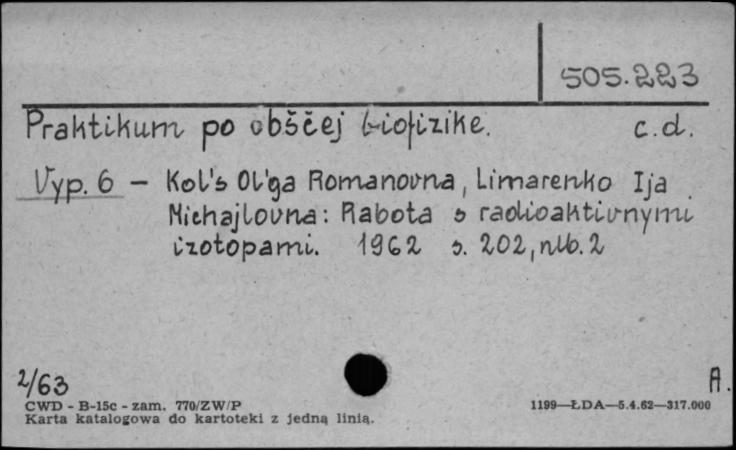 505.223
Praktikum po obščej biofizike. c.d.
Vyp. 6 - Kol's Ol'ga Romanovna, Limarenko Ija
Michajlovna: Rabota s radioaktivnymi
izotopami. 1962 s. 202, nlb. 2
2/63
A.
CWD - B-15c - zam. 770/ZW/P
1199—ŁDA—5.4.62—317.000
Karta katalogowa do kartoteki z jedną linią.